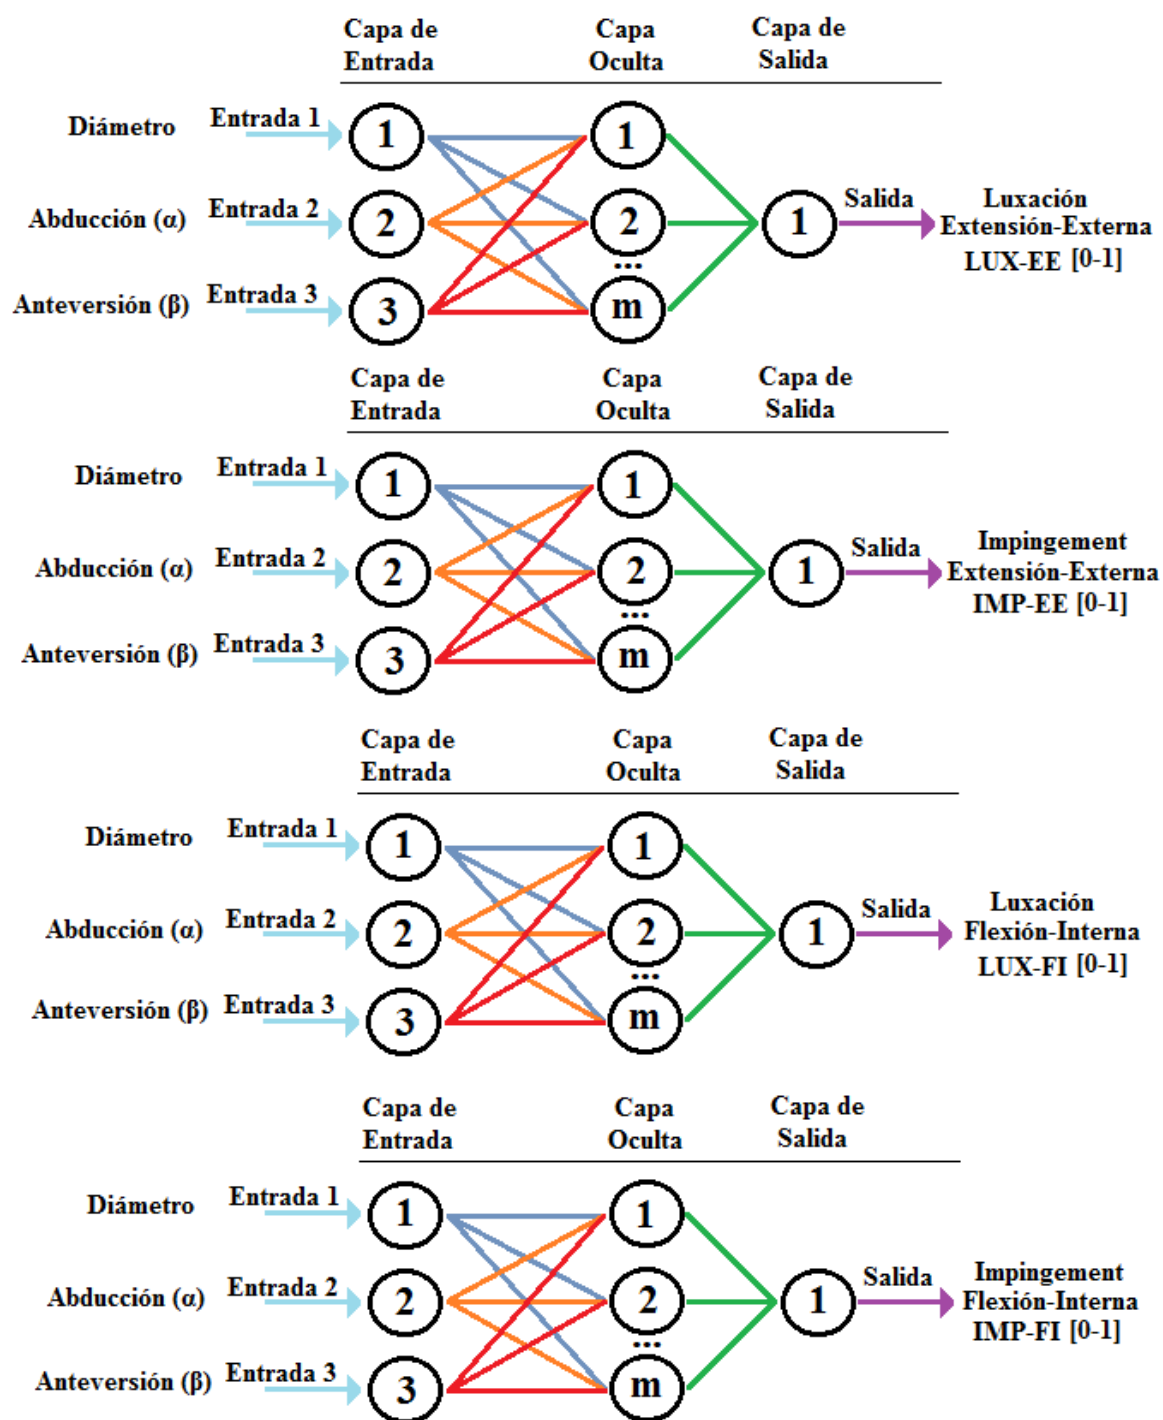 Capa de Entrada
Capa Oculta
Capa de Salida
Diámetro
Entrada 1
1
1
Abducción (α)
Entrada 2
2
2
...
1
Salida
Luxación
Extensión-Externa
LUX-EE [0-1]
Anteversión (β)
Entrada 3
3
m
Capa de Entrada
Capa Oculta
Capa de Salida
Diámetro
Entrada 1
1
1
Abducción (α)
Entrada 2
2
2
...
1
Salida
Impingement
Extensión-Externa
IMP-EE [0-1]
Anteversión (β)
Entrada 3
3
m
Capa de Entrada
Capa Oculta
Capa de Salida
Diámetro
Entrada 1
1
1
Abducción (α)
Entrada 2
2
2
...
1
Salida
Luxación
Flexión-Interna
LUX-FI [0-1]
Anteversión (β)
Entrada 3
3
m
Capa de Entrada
Capa Oculta
Capa de Salida
Diámetro
Entrada 1
1
1
Abducción (α)
Entrada 2
2
2
...
1
Salida
Impingement
Flexión-Interna
IMP-FI [0-1]
Anteversión (β)
Entrada 3
3
m